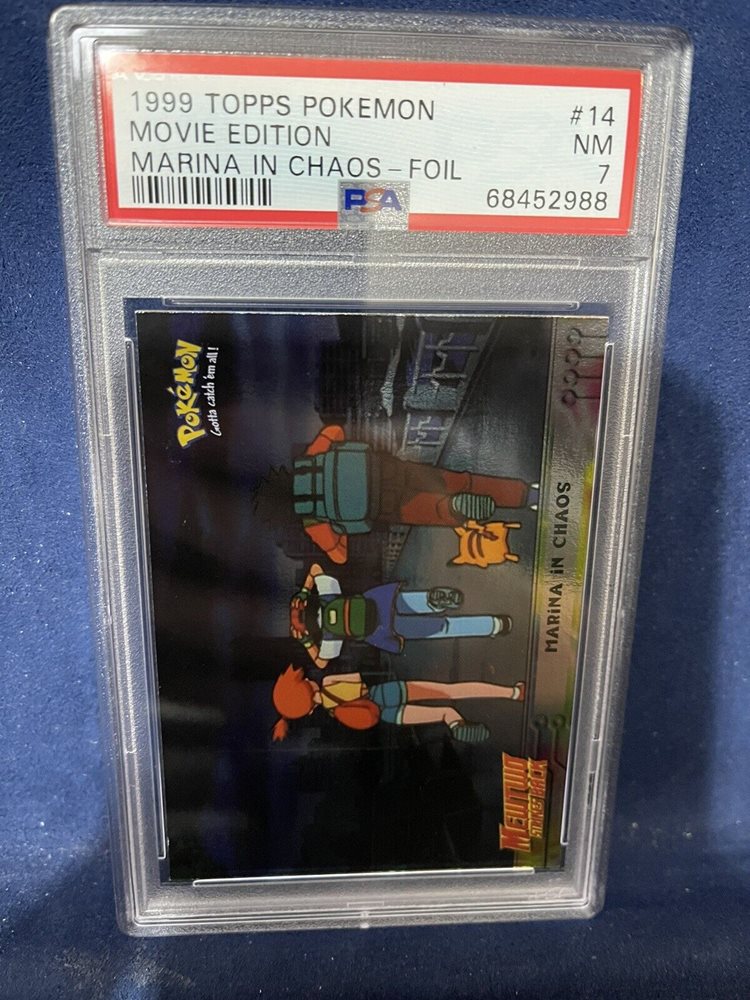 1999 TOPPS POKEMON #14
MOVIE EDITION NM
MARINA IN CHAOS - FOIL 7
PSA 68452988
POKéMON
Gotta catch 'em all!
MARiNA iN CHAOS
MEWTWO
STRIKES BACK